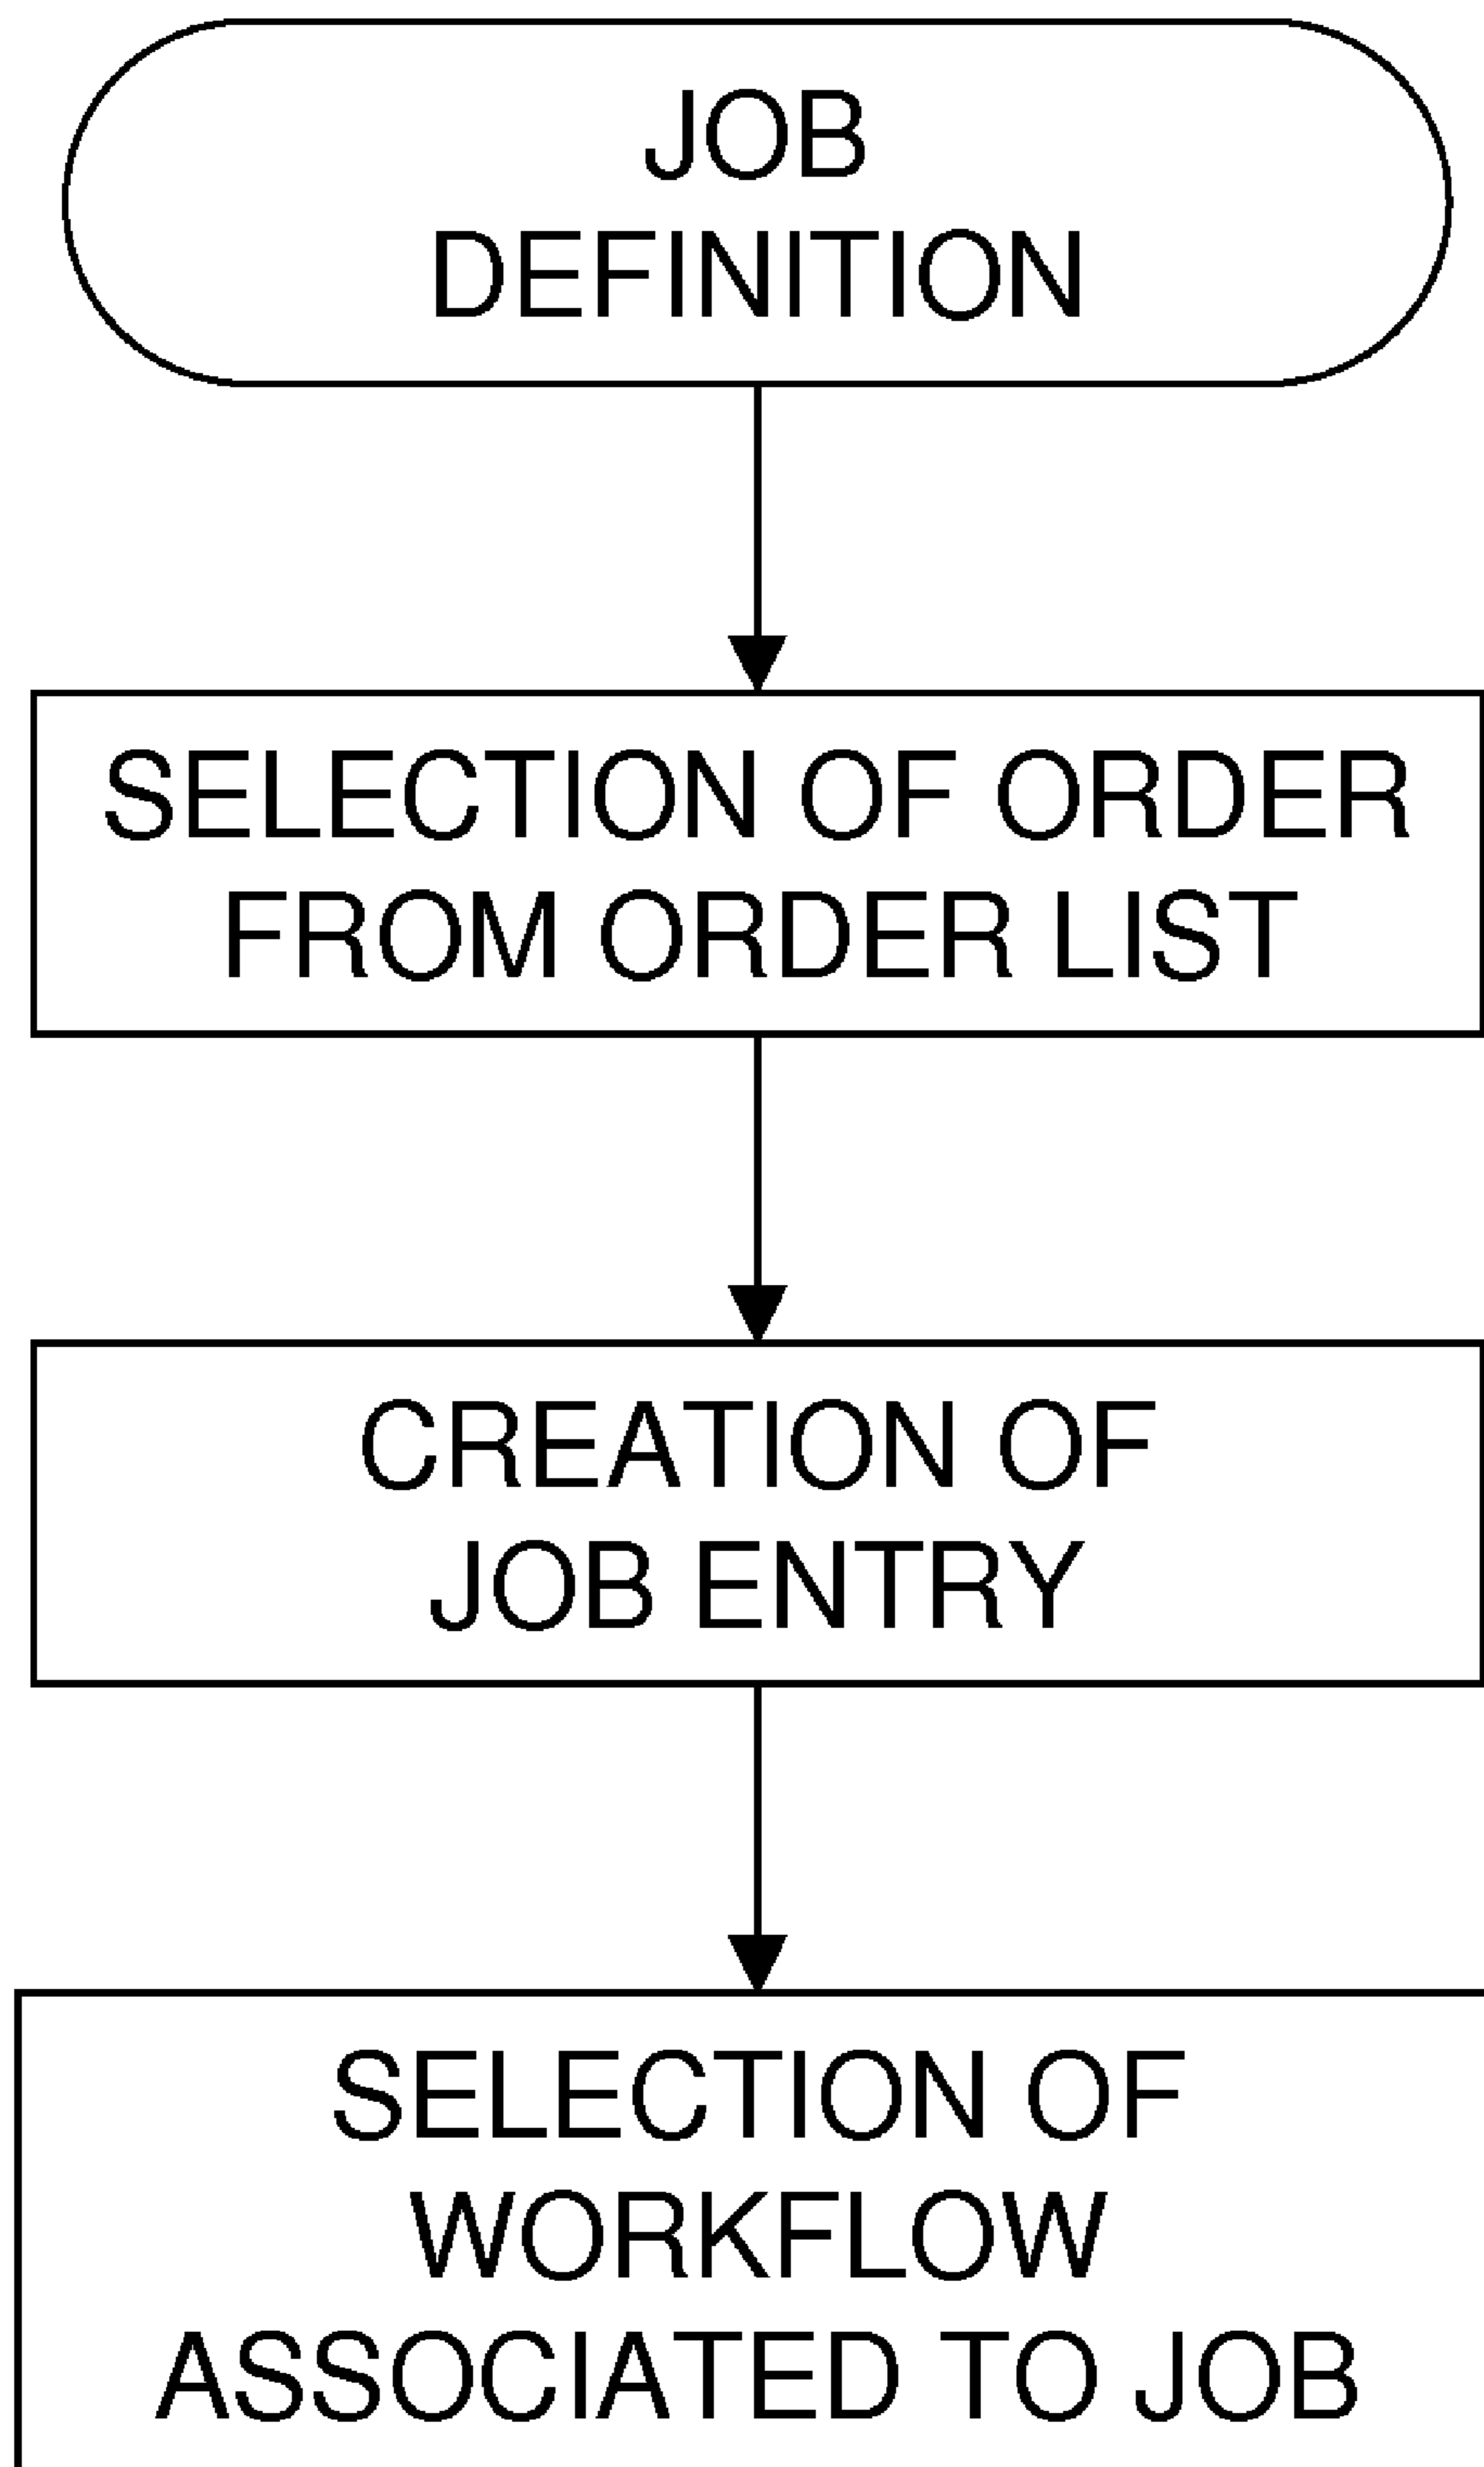 JOB
DEFINITION
SELECTION OF ORDER
FROM ORDER LIST
CREATION OF
JOB ENTRY
SELECTION OF
WORKFLOW
ASSOCIATED TO JOB